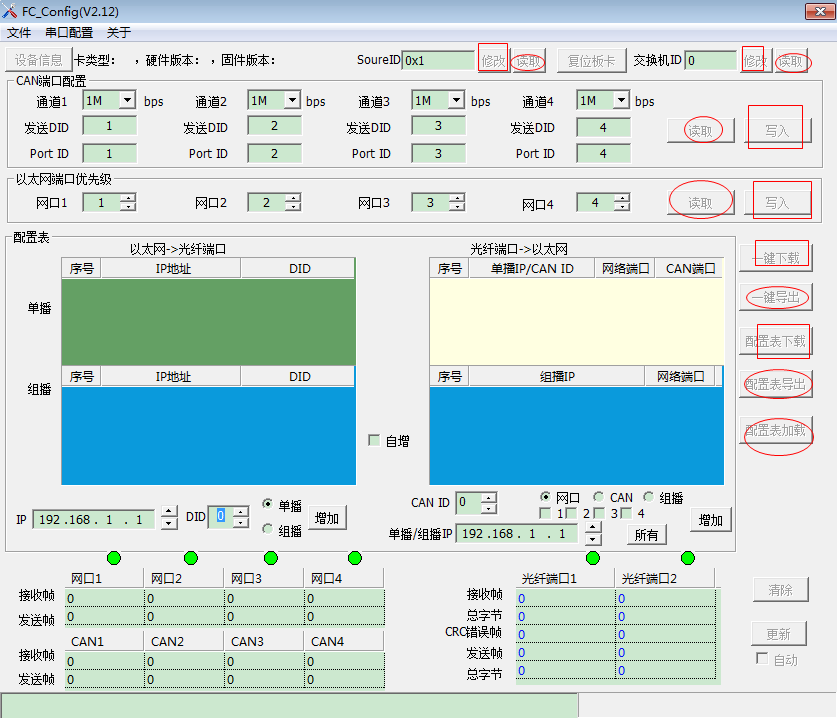 FC_Config(V2.12)
文件 串口配置 关于
设备信息 卡类型: ,硬件版本: ,固件版本: SoureID 0x1 修改 读取 复位板卡 交换机ID 0 修改 读取
CAN端口配置
通道1 1M bps 通道2 1M bps 通道3 1M bps 通道4 1M bps
发送DID 1 发送DID 2 发送DID 3 发送DID 4 读取 写入
Port ID 1 Port ID 2 Port ID 3 Port ID 4
以太网端口优先级
网口1 1 网口2 2 网口3 3 网口4 4 读取 写入
配置表
以太网->光纤端口 光纤端口->以太网
序号 IP地址 DID 序号 单播IP/CAN ID 网络端口 CAN端口
一键下载
一键导出
单播
配置表下载
序号 IP地址 DID 序号 组播IP 网络端口
组播
配置表导出
配置表加载
自增
CAN ID 0 网口 CAN 组播
IP 192.168. 1 . 1 DID 0 单播 组播 增加
1 2 3 4 增加
单播/组播IP 192.168. 1 . 1 所有
网口1 网口2 网口3 网口4
接收帧 0 0 0 0
发送帧 0 0 0 0
CAN1 CAN2 CAN3 CAN4
接收帧 0 0 0 0
发送帧 0 0 0 0
光纤端口1 光纤端口2
接收帧 0 0
总字节 0 0
CRC错误帧 0 0
发送帧 0 0
总字节 0 0
清除
更新
自动